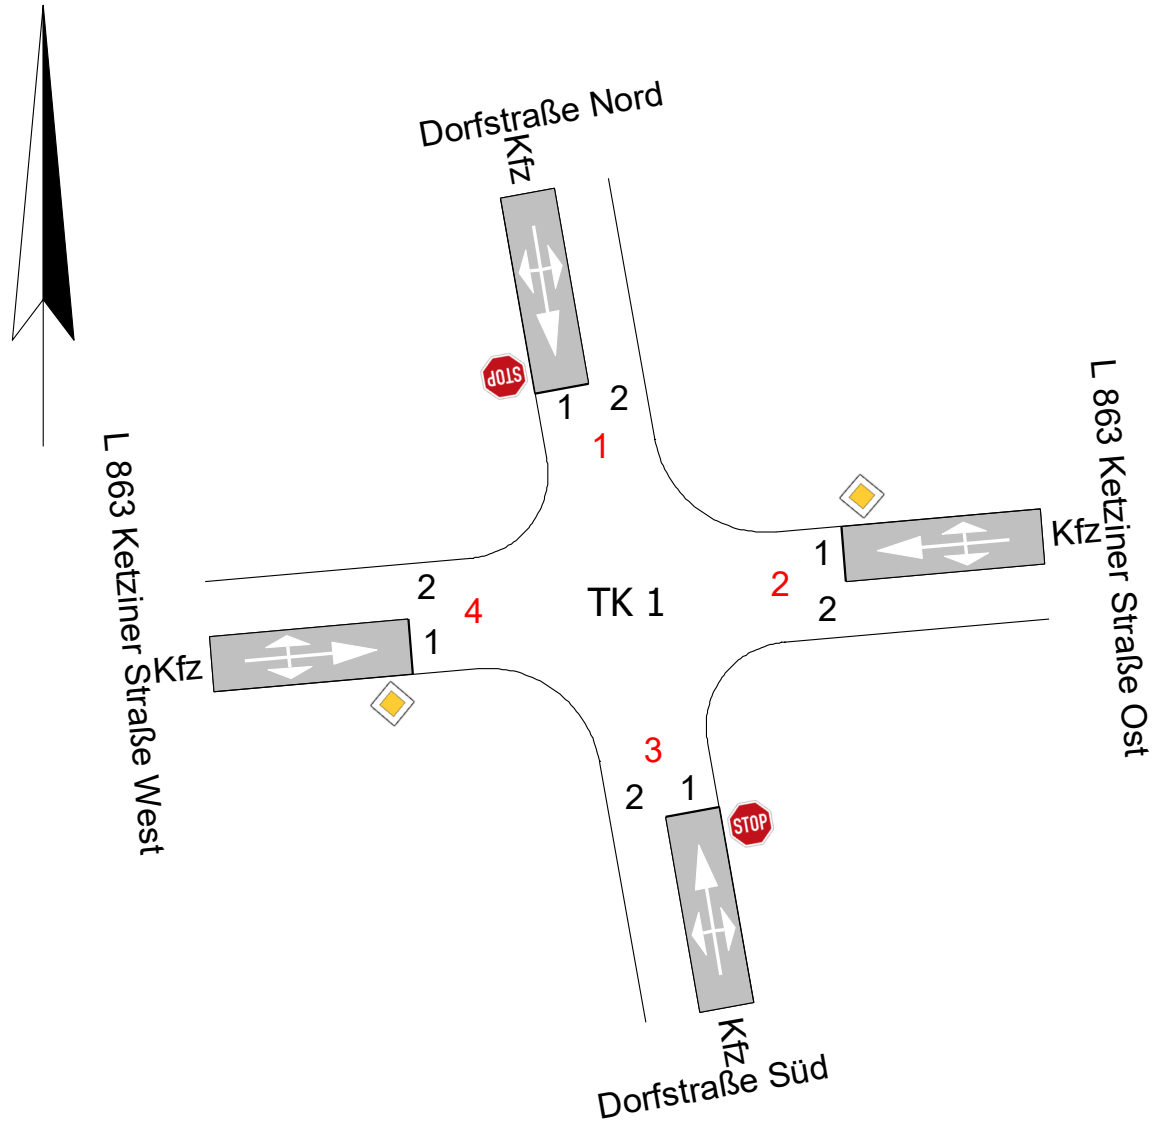 Dorfstraße Nord
Kfz
STOP
1 2
1
L 863 Ketziner Straße Ost
L 863 Ketziner Straße West
1
Kfz
2
2
TK 1
2
4
1
Kfz
3
2 1
STOP
Kfz
Dorfstraße Süd